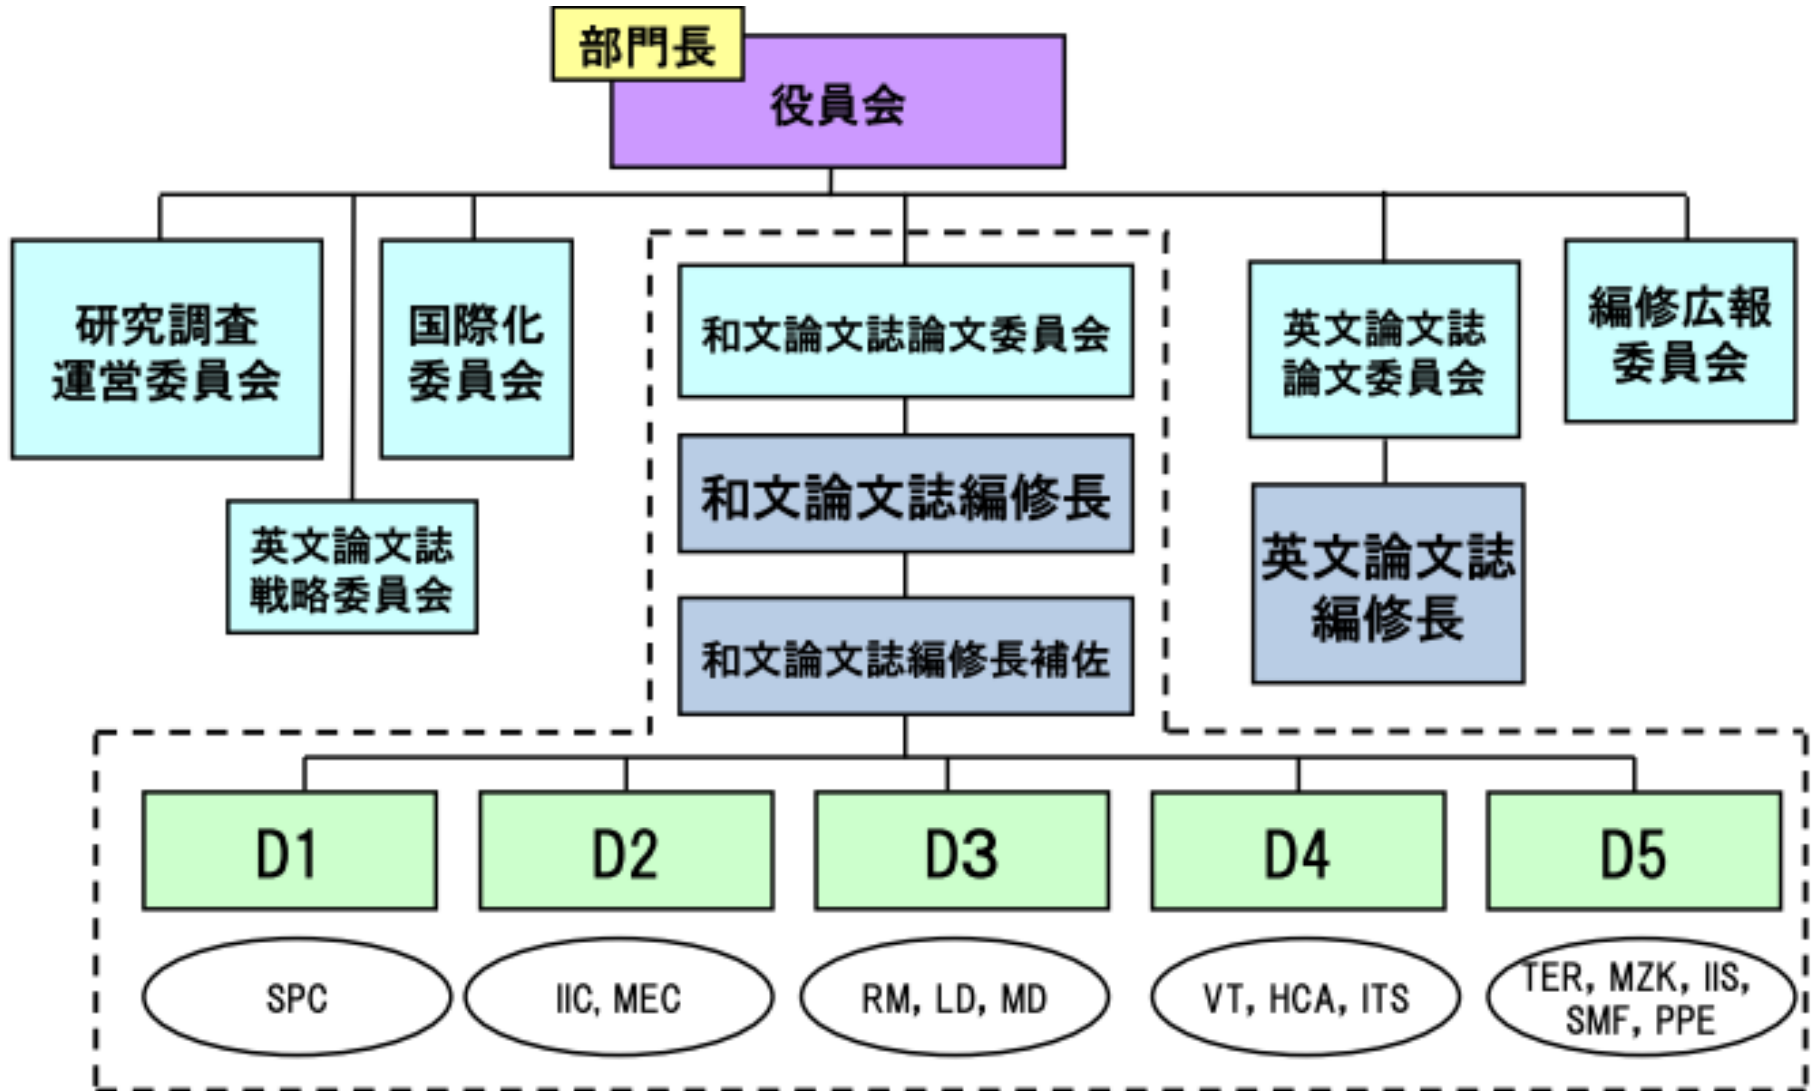 部門長
役員会
研究調査
運営委員会
国際化
委員会
和文論文誌論文委員会
英文論文誌
論文委員会
編修広報
委員会
英文論文誌
戦略委員会
和文論文誌編修長
英文論文誌
編修長
和文論文誌編修長補佐
D1
D2
D3
D4
D5
SPC
IIC, MEC
RM, LD, MD
VT, HCA, ITS
TER, MZK, IIS,
SMF, PPE